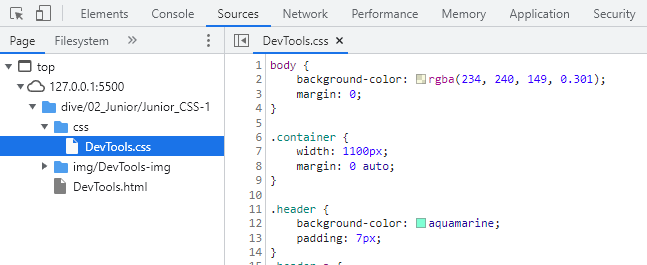 Elements Console Sources Network Performance Memory Application Security
Page Filesystem »
DevTools.css ×
top
127.0.0.1:5500
dive/02_Junior/Junior_CSS-1
css
DevTools.css
img/DevTools-img
DevTools.html
1 body {
2 background-color: rgba(234, 240, 149, 0.301);
3 margin: 0;
4 }
5
6 .container {
7 width: 1100px;
8 margin: 0 auto;
9 }
10
11 .header {
12 background-color: aquamarine;
13 padding: 7px;
14 }